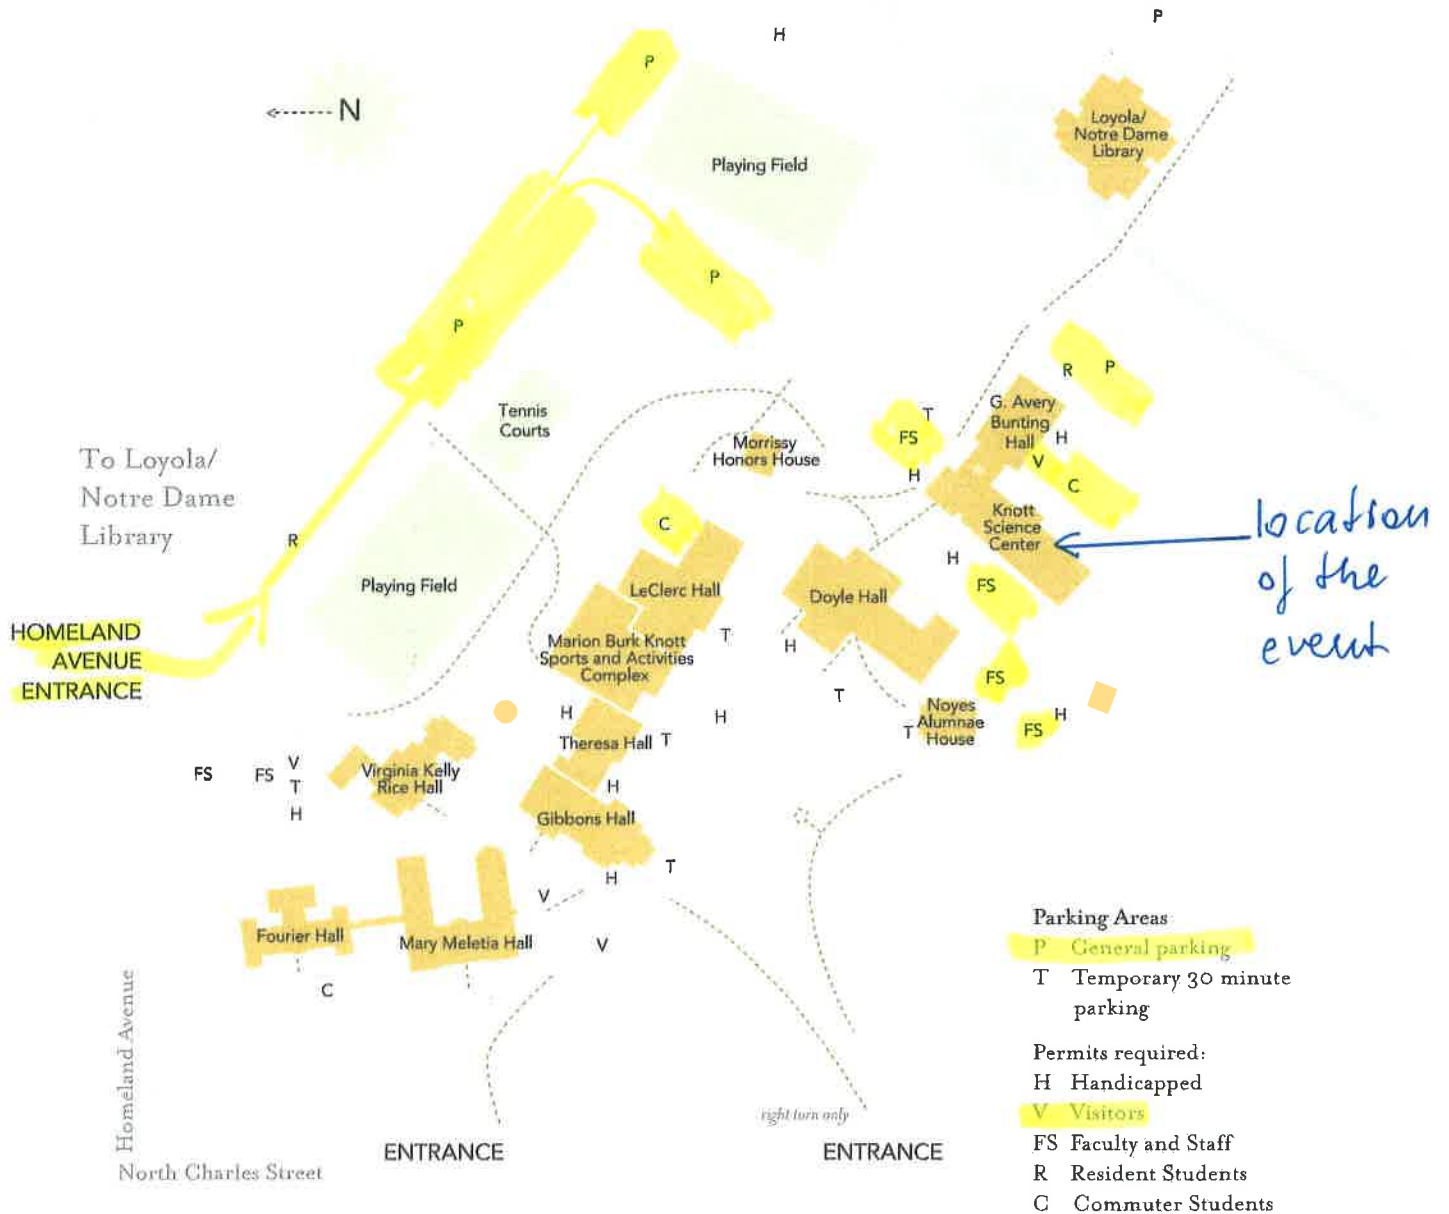 P
H
P
N
Loyola/
Notre Dame
Library
Playing Field
P
P
R P
G. Avery
Bunting
Hall
H
T
FS
H
V
C
Tennis
Courts
Morrissy
Honors House
To Loyola/
Notre Dame
Library
R
C
Knott
Science
Center
location
of the
event
H
FS
Playing Field
LeClerc Hall
Doyle Hall
HOMELAND
AVENUE
ENTRANCE
Marion Burk Knott
Sports and Activities
Complex
T
H
FS
T
H
H
Noyes
Alumnae
House
T
FS
H
Theresa Hall
T
FS
FS
V
T
H
Virginia Kelly
Rice Hall
H
Gibbons Hall
T
H
V
V
Fourier Hall
Mary Meletia Hall
C
Parking Areas
P General parking
T Temporary 30 minute
parking
Permits required:
H Handicapped
V Visitors
FS Faculty and Staff
R Resident Students
C Commuter Students
Homeland Avenue
North Charles Street
ENTRANCE
right turn only
ENTRANCE